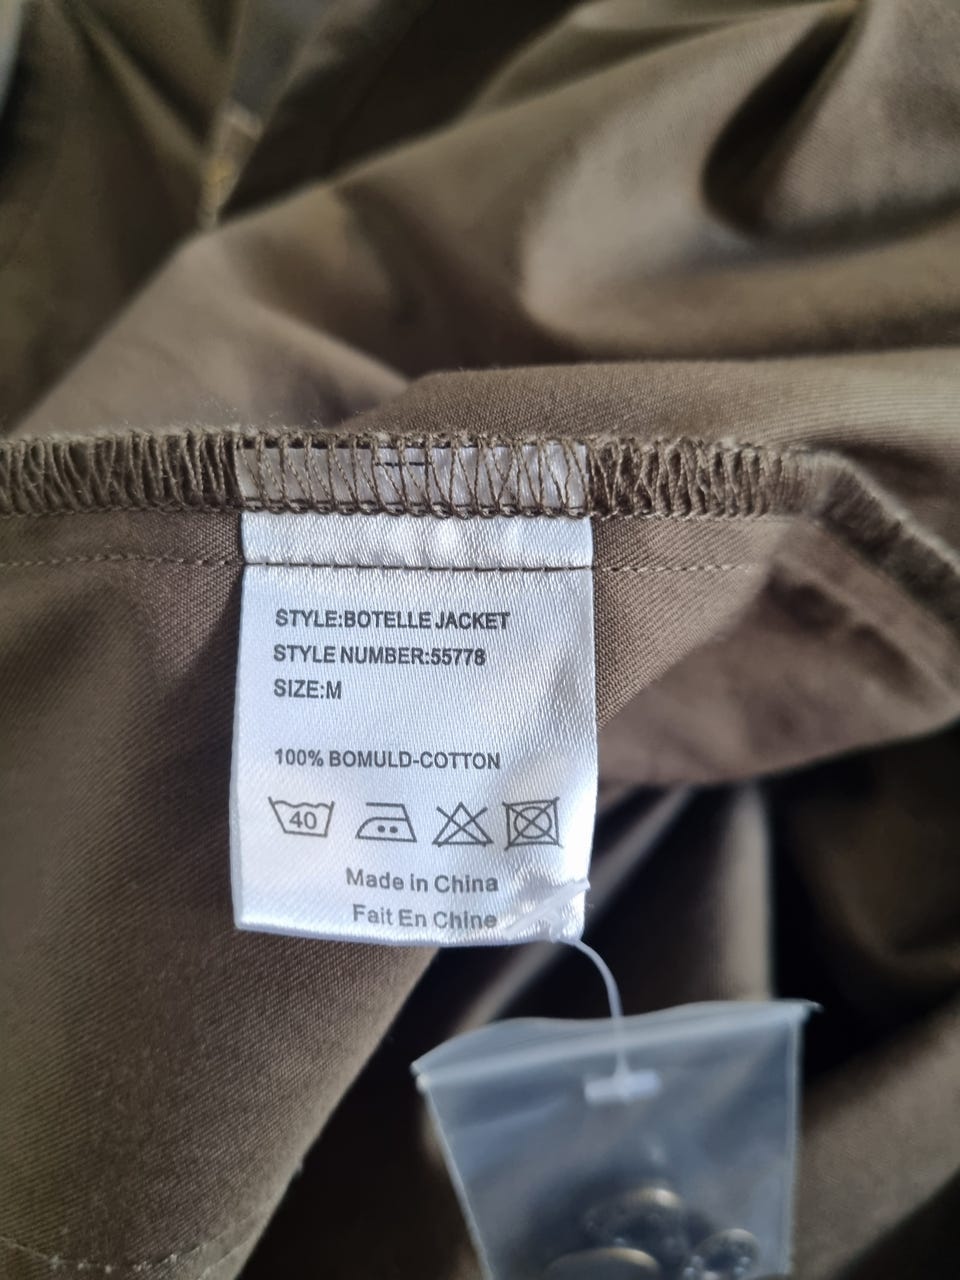 STYLE:BOTELLE JACKET
STYLE NUMBER:55778
SIZE:M
100% BOMULD-COTTON
40
Made in China
Fait En Chine